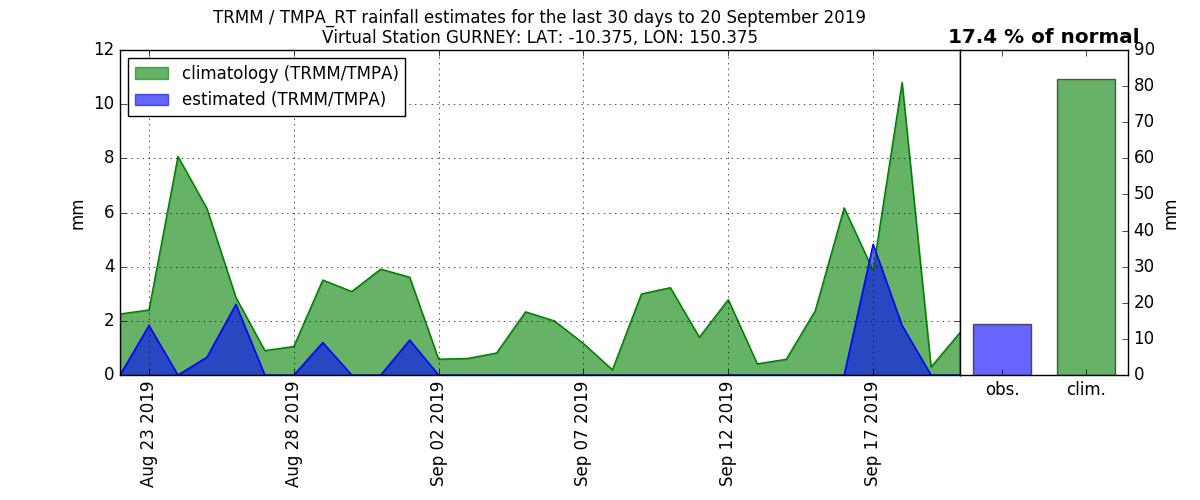 TRMM / TMPA_RT rainfall estimates for the last 30 days to 20 September 2019
Virtual Station GURNEY: LAT: -10.375, LON: 150.375
17.4 % of normal
climatology (TRMM/TMPA)
estimated (TRMM/TMPA)
mm
12
10
8
6
4
2
0
Aug 23 2019
Aug 28 2019
Sep 02 2019
Sep 07 2019
Sep 12 2019
Sep 17 2019
90
80
70
60
50
40
30
20
10
0
mm
obs.
clim.